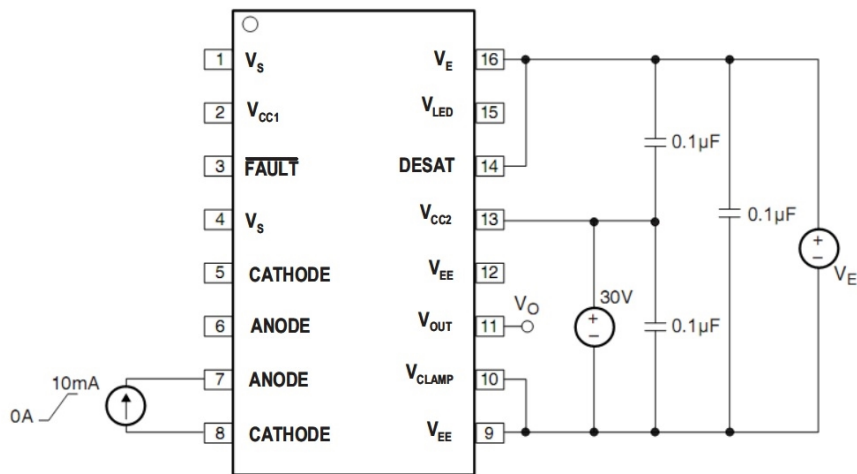 1 V_S V_E 16
2 V_CC1 V_LED 15
3 FAULT DESAT 14
4 V_S V_CC2 13
5 CATHODE V_EE 12
6 ANODE V_OUT 11
7 ANODE V_CLAMP 10
8 CATHODE V_EE 9
10mA
0A
V_O
30V
+
−
0.1µF
0.1µF
0.1µF
+
−
V_E